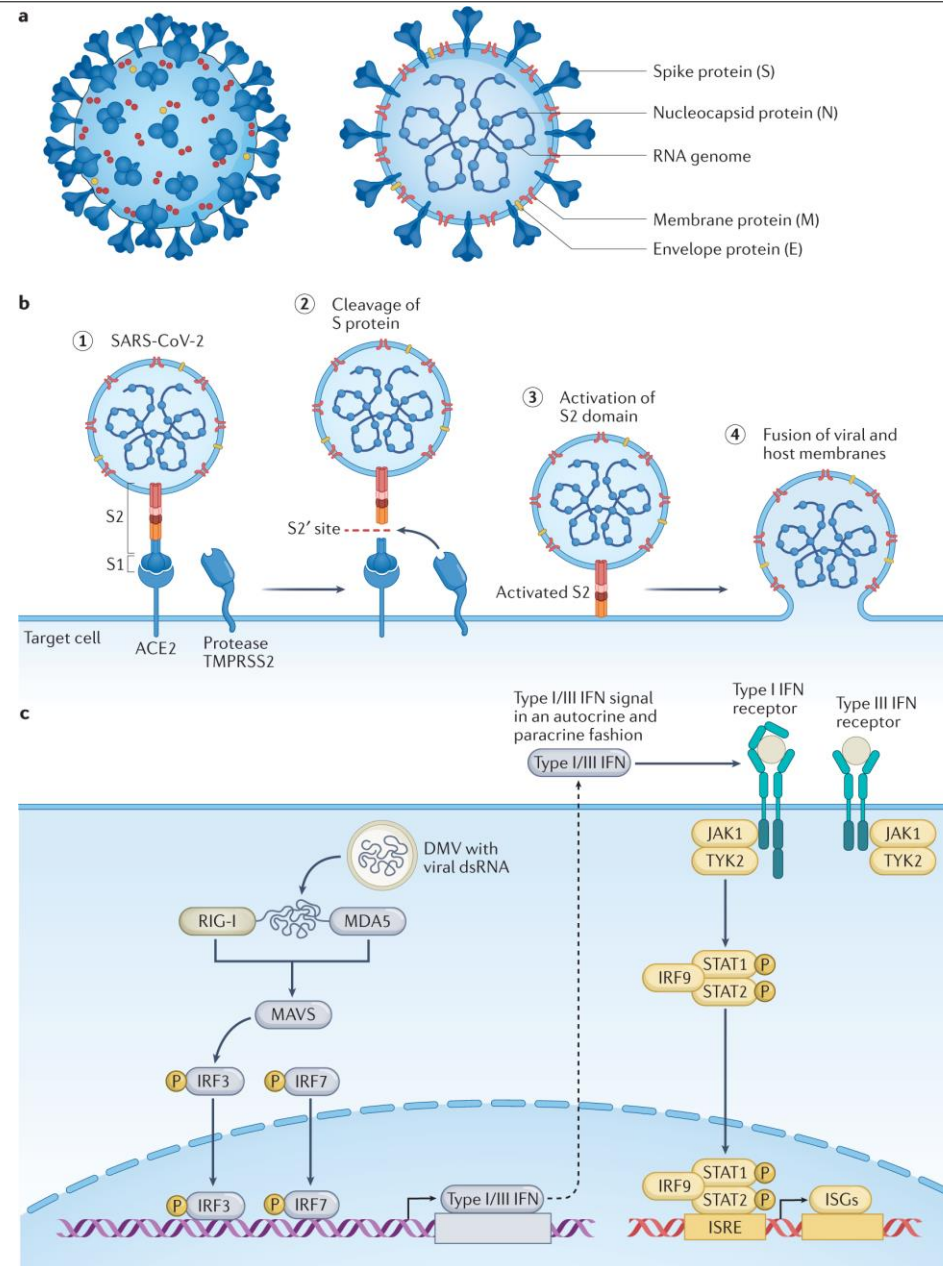 a
Spike protein (S)
Nucleocapsid protein (N)
RNA genome
Membrane protein (M)
Envelope protein (E)
b
1 SARS-CoV-2
2 Cleavage of
S protein
3 Activation of
S2 domain
4 Fusion of viral and
host membranes
S2
S1
S2′ site
Activated S2
Target cell
ACE2
Protease
TMPRSS2
c
Type I/III IFN signal
in an autocrine and
paracrine fashion
Type I/III IFN
Type I IFN
receptor
Type III IFN
receptor
JAK1
TYK2
JAK1
TYK2
DMV with
viral dsRNA
RIG-I
MDA5
MAVS
P IRF3
P IRF7
IRF9
STAT1 P
STAT2 P
P IRF3
P IRF7
Type I/III IFN
IRF9
STAT1 P
STAT2 P
ISRE
ISGs